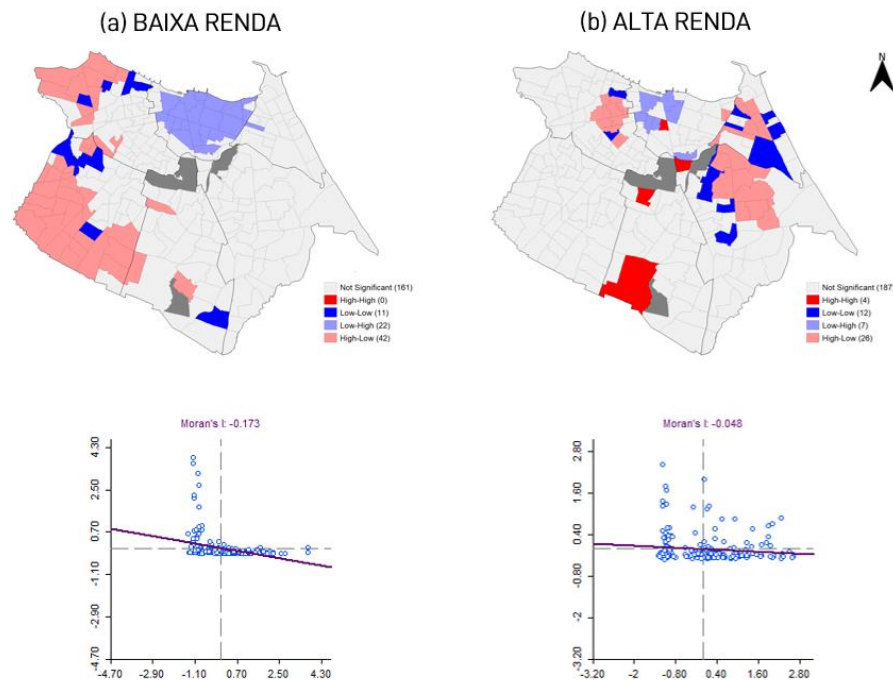 (a) BAIXA RENDA
(b) ALTA RENDA
N
Not Significant (161)
High-High (0)
Low-Low (11)
Low-High (22)
High-Low (42)
Not Significant (187)
High-High (4)
Low-Low (12)
Low-High (7)
High-Low (26)
Moran's I: -0.173
4.30
2.50
0.70
-1.10
-2.90
-4.70
-4.70 -2.90 -1.10 0.70 2.50 4.30
Moran's I: -0.048
2.80
1.60
0.40
-0.80
-2
-3.20
-3.20 -2 -0.80 0.40 1.60 2.80